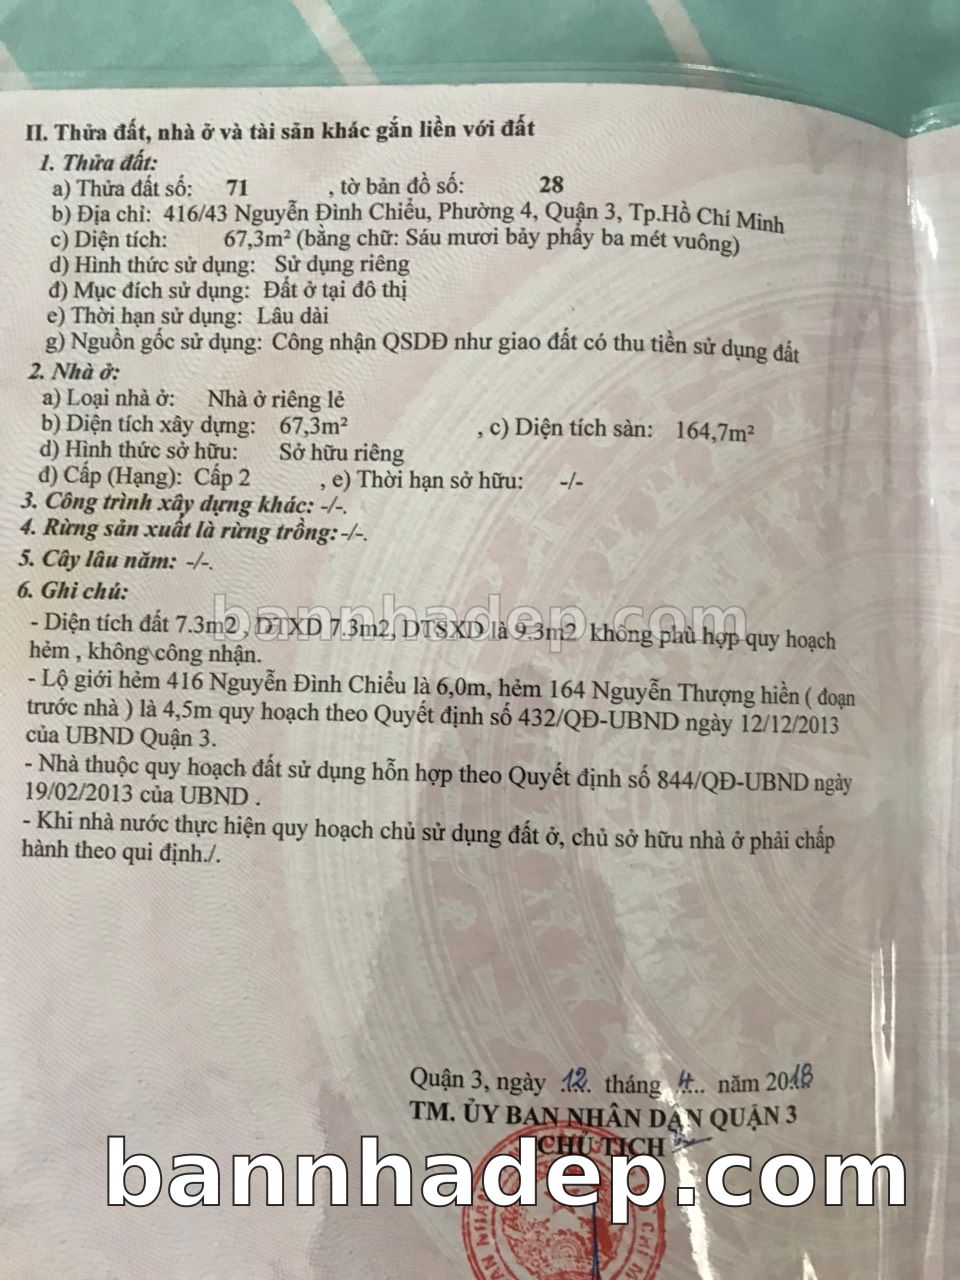 II. Thửa đất, nhà ở và tài sản khác gắn liền với đất
1. Thửa đất:
a) Thửa đất số: 71 , tờ bản đồ số: 28
b) Địa chỉ: 416/43 Nguyễn Đình Chiểu, Phường 4, Quận 3, Tp.Hồ Chí Minh
c) Diện tích: 67,3m² (bằng chữ: Sáu mươi bảy phẩy ba mét vuông)
d) Hình thức sử dụng: Sử dụng riêng
đ) Mục đích sử dụng: Đất ở tại đô thị
e) Thời hạn sử dụng: Lâu dài
g) Nguồn gốc sử dụng: Công nhận QSDĐ như giao đất có thu tiền sử dụng đất
2. Nhà ở:
a) Loại nhà ở: Nhà ở riêng lẻ
b) Diện tích xây dựng: 67,3m² , c) Diện tích sàn: 164,7m²
d) Hình thức sở hữu: Sở hữu riêng
đ) Cấp (Hạng): Cấp 2 , e) Thời hạn sở hữu: -/-
3. Công trình xây dựng khác: -/-.
4. Rừng sản xuất là rừng trồng: -/-.
5. Cây lâu năm: -/-.
6. Ghi chú:
bannhadep.com
- Diện tích đất 7.3m2 , DTXD 7.3m2, DTSXD là 9.3m2 không phù hợp quy hoạch
hẻm , không công nhận.
- Lộ giới hẻm 416 Nguyễn Đình Chiểu là 6,0m, hẻm 164 Nguyễn Thượng hiền ( đoạn
trước nhà ) là 4,5m quy hoạch theo Quyết định số 432/QĐ-UBND ngày 12/12/2013
của UBND Quận 3.
- Nhà thuộc quy hoạch đất sử dụng hỗn hợp theo Quyết định số 844/QĐ-UBND ngày
19/02/2013 của UBND .
- Khi nhà nước thực hiện quy hoạch chủ sử dụng đất ở, chủ sở hữu nhà ở phải chấp
hành theo qui định./.
Quận 3, ngày 12 tháng 4 năm 2018
TM. ỦY BAN NHÂN DÂN QUẬN 3
CHỦ TỊCH
bannhadep.com